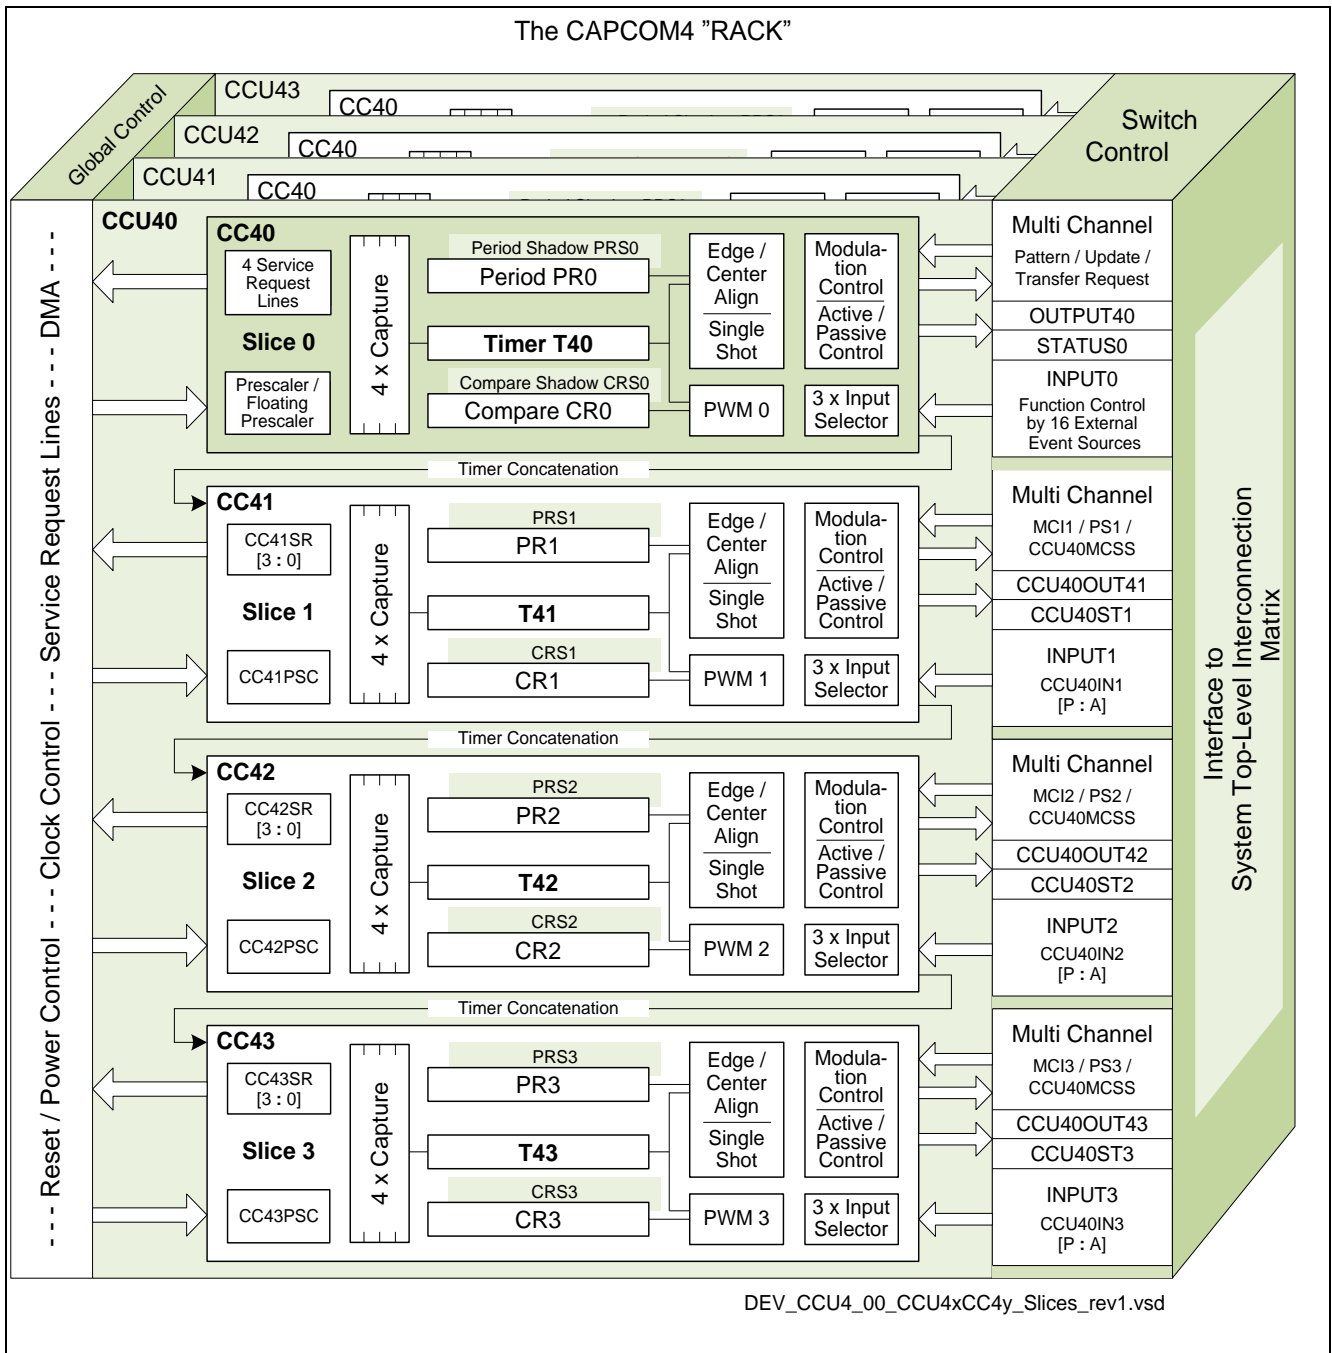 The CAPCOM4 ”RACK”
Global Control
CCU43
CC40
CCU42
CC40
CCU41
CC40
Switch
Control
- - - Reset / Power Control - - - Clock Control - - - Service Request Lines - - - DMA - - -
CCU40
CC40
4 Service
Request
Lines
Slice 0
Prescaler /
Floating
Prescaler
4 x Capture
Period Shadow PRS0
Period PR0
Timer T40
Compare Shadow CRS0
Compare CR0
Edge /
Center
Align
Single
Shot
PWM 0
Modula-
tion
Control
Active /
Passive
Control
3 x Input
Selector
Multi Channel
Pattern / Update /
Transfer Request
OUTPUT40
STATUS0
INPUT0
Function Control
by 16 External
Event Sources
Timer Concatenation
CC41
CC41SR
[3 : 0]
Slice 1
CC41PSC
4 x Capture
PRS1
PR1
T41
CRS1
CR1
Edge /
Center
Align
Single
Shot
PWM 1
Modula-
tion
Control
Active /
Passive
Control
3 x Input
Selector
Multi Channel
MCI1 / PS1 /
CCU40MCSS
CCU40OUT41
CCU40ST1
INPUT1
CCU40IN1
[P : A]
Timer Concatenation
CC42
CC42SR
[3 : 0]
Slice 2
CC42PSC
4 x Capture
PRS2
PR2
T42
CRS2
CR2
Edge /
Center
Align
Single
Shot
PWM 2
Modula-
tion
Control
Active /
Passive
Control
3 x Input
Selector
Multi Channel
MCI2 / PS2 /
CCU40MCSS
CCU40OUT42
CCU40ST2
INPUT2
CCU40IN2
[P : A]
Timer Concatenation
CC43
CC43SR
[3 : 0]
Slice 3
CC43PSC
4 x Capture
PRS3
PR3
T43
CRS3
CR3
Edge /
Center
Align
Single
Shot
PWM 3
Modula-
tion
Control
Active /
Passive
Control
3 x Input
Selector
Multi Channel
MCI3 / PS3 /
CCU40MCSS
CCU40OUT43
CCU40ST3
INPUT3
CCU40IN3
[P : A]
Interface to
System Top-Level Interconnection
Matrix
DEV_CCU4_00_CCU4xCC4y_Slices_rev1.vsd